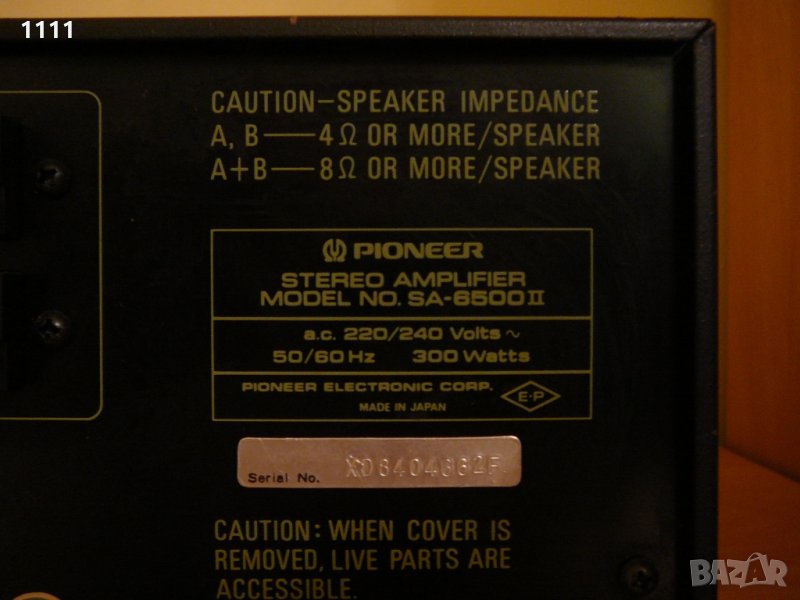 1111
CAUTION-SPEAKER IMPEDANCE
A, B — 4Ω OR MORE/SPEAKER
A+B — 8Ω OR MORE/SPEAKER
PIONEER
STEREO AMPLIFIER
MODEL NO. SA-6500II
a.c. 220/240 Volts ~
50/60 Hz 300 Watts
PIONEER ELECTRONIC CORP.
MADE IN JAPAN
E-P
Serial No.
CAUTION: WHEN COVER IS
REMOVED, LIVE PARTS ARE
ACCESSIBLE.
BAZAR